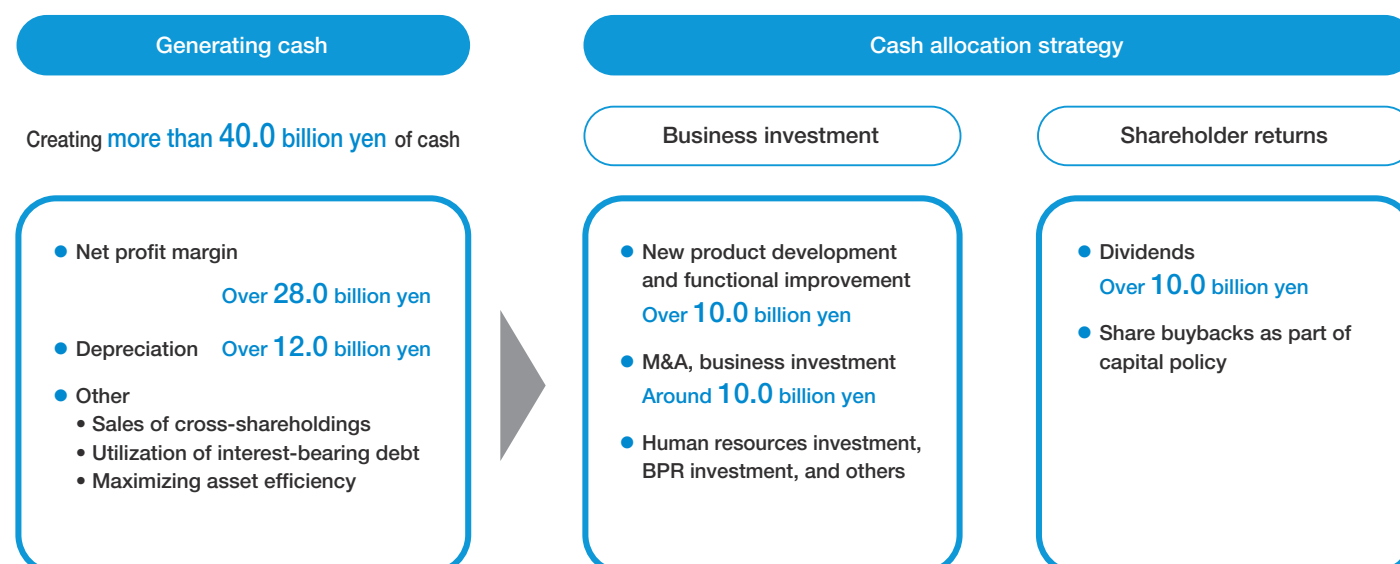 Generating cash
Creating more than 40.0 billion yen of cash
● Net profit margin
Over 28.0 billion yen
● Depreciation Over 12.0 billion yen
● Other
• Sales of cross-shareholdings
• Utilization of interest-bearing debt
• Maximizing asset efficiency
Cash allocation strategy
Business investment
● New product development
and functional improvement
Over 10.0 billion yen
● M&A, business investment
Around 10.0 billion yen
● Human resources investment,
BPR investment, and others
Shareholder returns
● Dividends
Over 10.0 billion yen
● Share buybacks as part of
capital policy